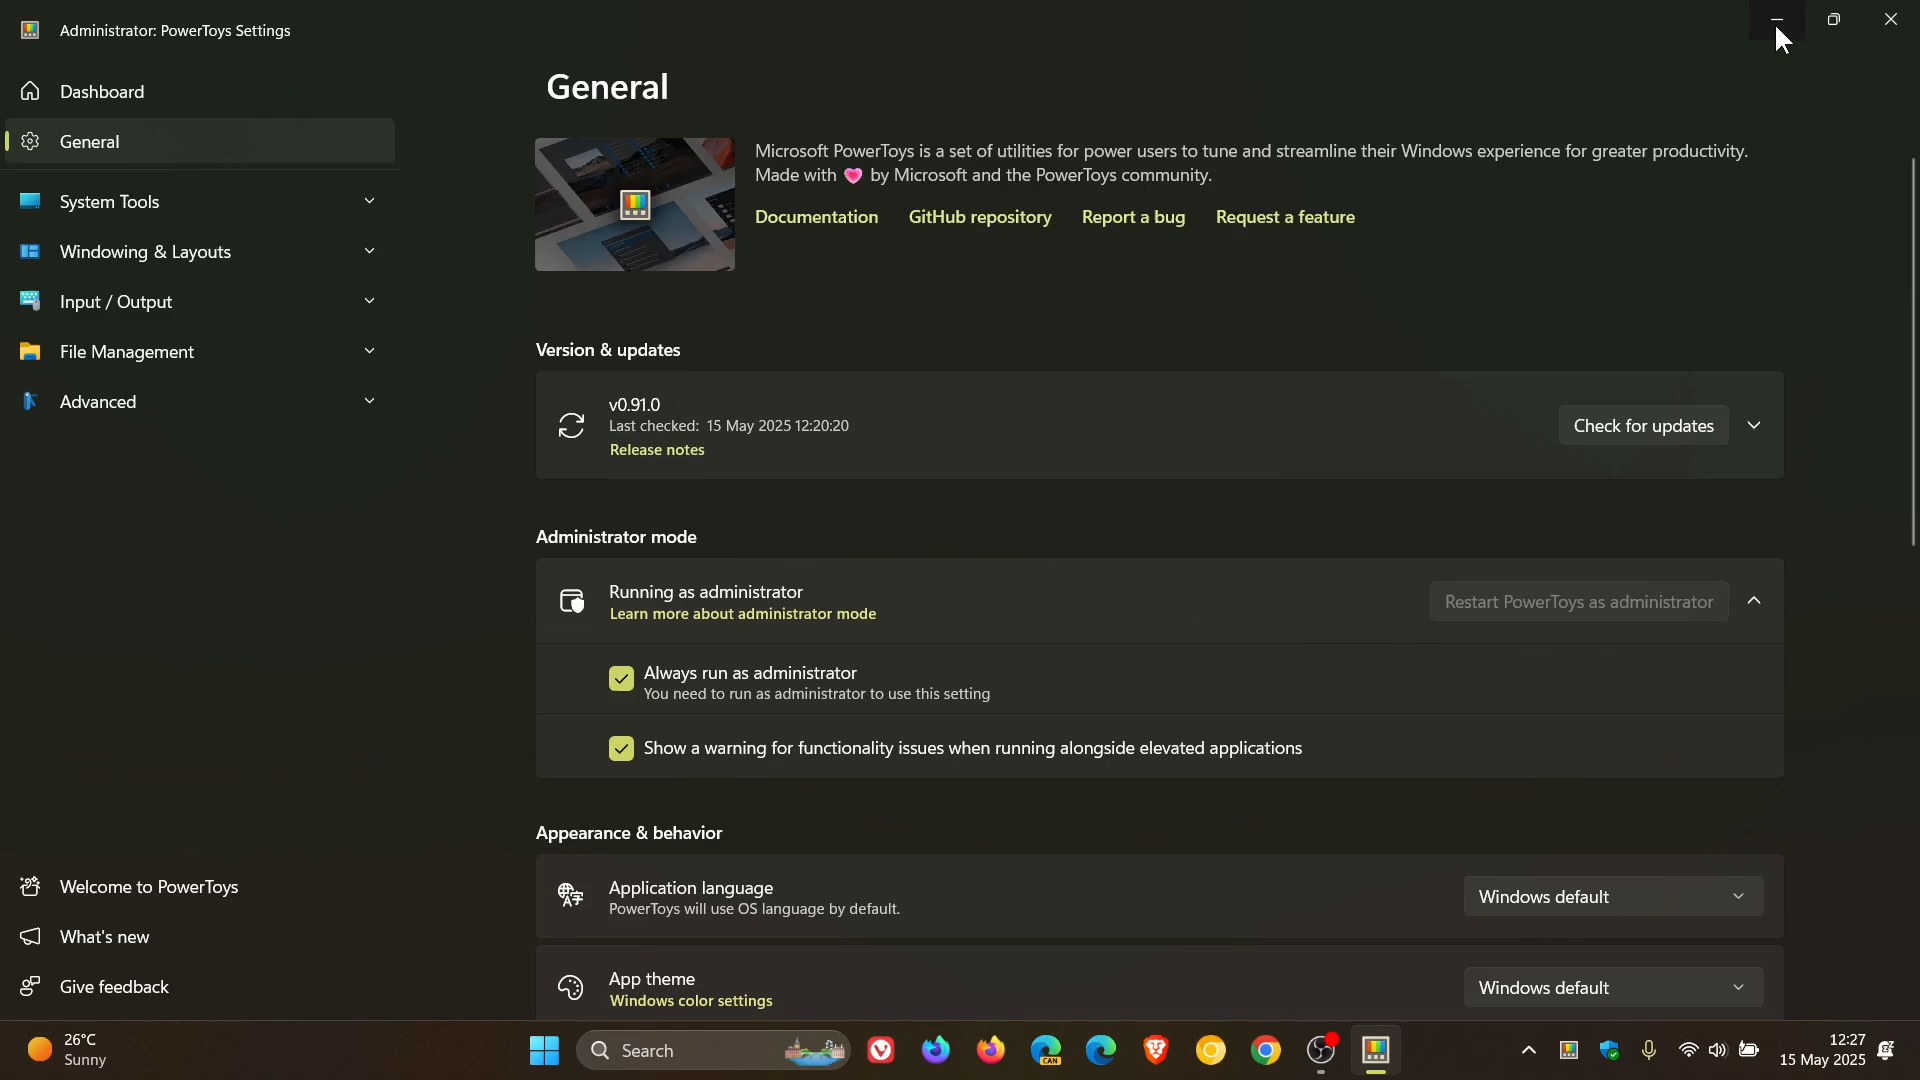 Administrator: PowerToys Settings
Dashboard
General
System Tools
Windowing & Layouts
Input / Output
File Management
Advanced
Welcome to PowerToys
What's new
Give feedback
General
Microsoft PowerToys is a set of utilities for power users to tune and streamline their Windows experience for greater productivity.
Made with 💗 by Microsoft and the PowerToys community.
Documentation GitHub repository Report a bug Request a feature
Version & updates
v0.91.0
Last checked: 15 May 2025 12:20:20
Release notes
Check for updates
Administrator mode
Running as administrator
Learn more about administrator mode
Restart PowerToys as administrator
Always run as administrator
You need to run as administrator to use this setting
Show a warning for functionality issues when running alongside elevated applications
Appearance & behavior
Application language
PowerToys will use OS language by default.
Windows default
App theme
Windows color settings
Windows default
26°C
Sunny
Search
CAN
12:27
15 May 2025